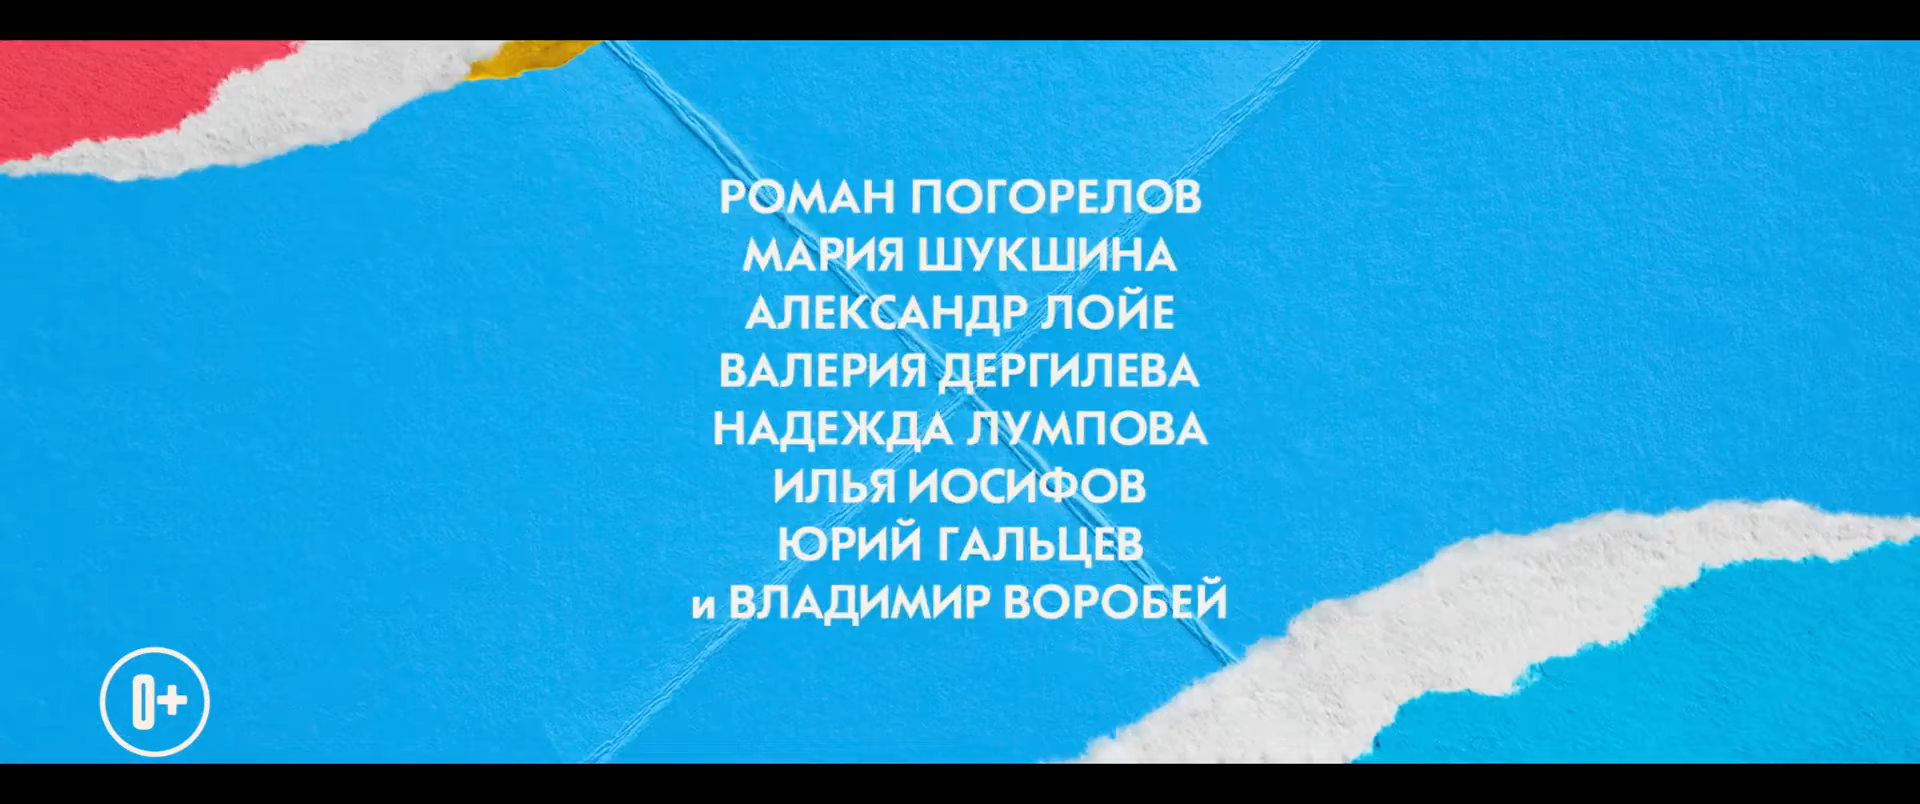 РОМАН ПОГОРЕЛОВ
МАРИЯ ШУКШИНА
АЛЕКСАНДР ЛОЙЕ
ВАЛЕРИЯ ДЕРГИЛЕВА
НАДЕЖДА ЛУМПОВА
ИЛЬЯ ИОСИФОВ
ЮРИЙ ГАЛЬЦЕВ
и ВЛАДИМИР ВОРОБЕЙ
0+